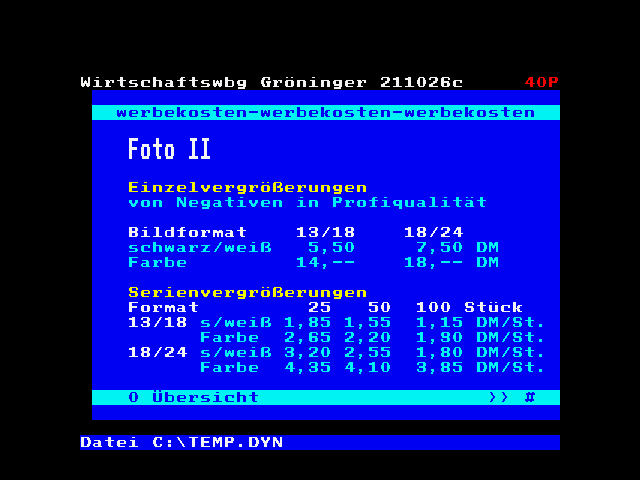 Wirtschaftswbg Gröninger 211026c 40P
werbekosten-werbekosten-werbekosten
Foto II
Einzelvergrößerungen
von Negativen in Profiqualität
Bildformat 13/18 18/24
schwarz/weiß 5,50 7,50 DM
Farbe 14,-- 18,-- DM
Serienvergrößerungen
Format 25 50 100 Stück
13/18 s/weiß 1,85 1,55 1,15 DM/St.
Farbe 2,65 2,20 1,90 DM/St.
18/24 s/weiß 3,20 2,55 1,80 DM/St.
Farbe 4,35 4,10 3,85 DM/St.
0 Übersicht >> #
Datei C:\TEMP.DYN